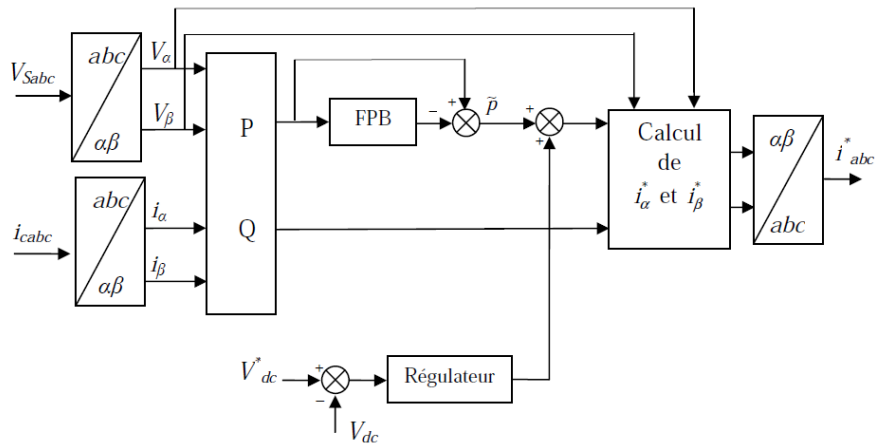 V_Sabc
abc
αβ
V_α
V_β
i_cabc
abc
αβ
i_α
i_β
P
Q
FPB
−
+
p̃
+
+
Calcul
de
i*_α et i*_β
αβ
abc
i*_abc
V*_dc
+
−
V_dc
Régulateur